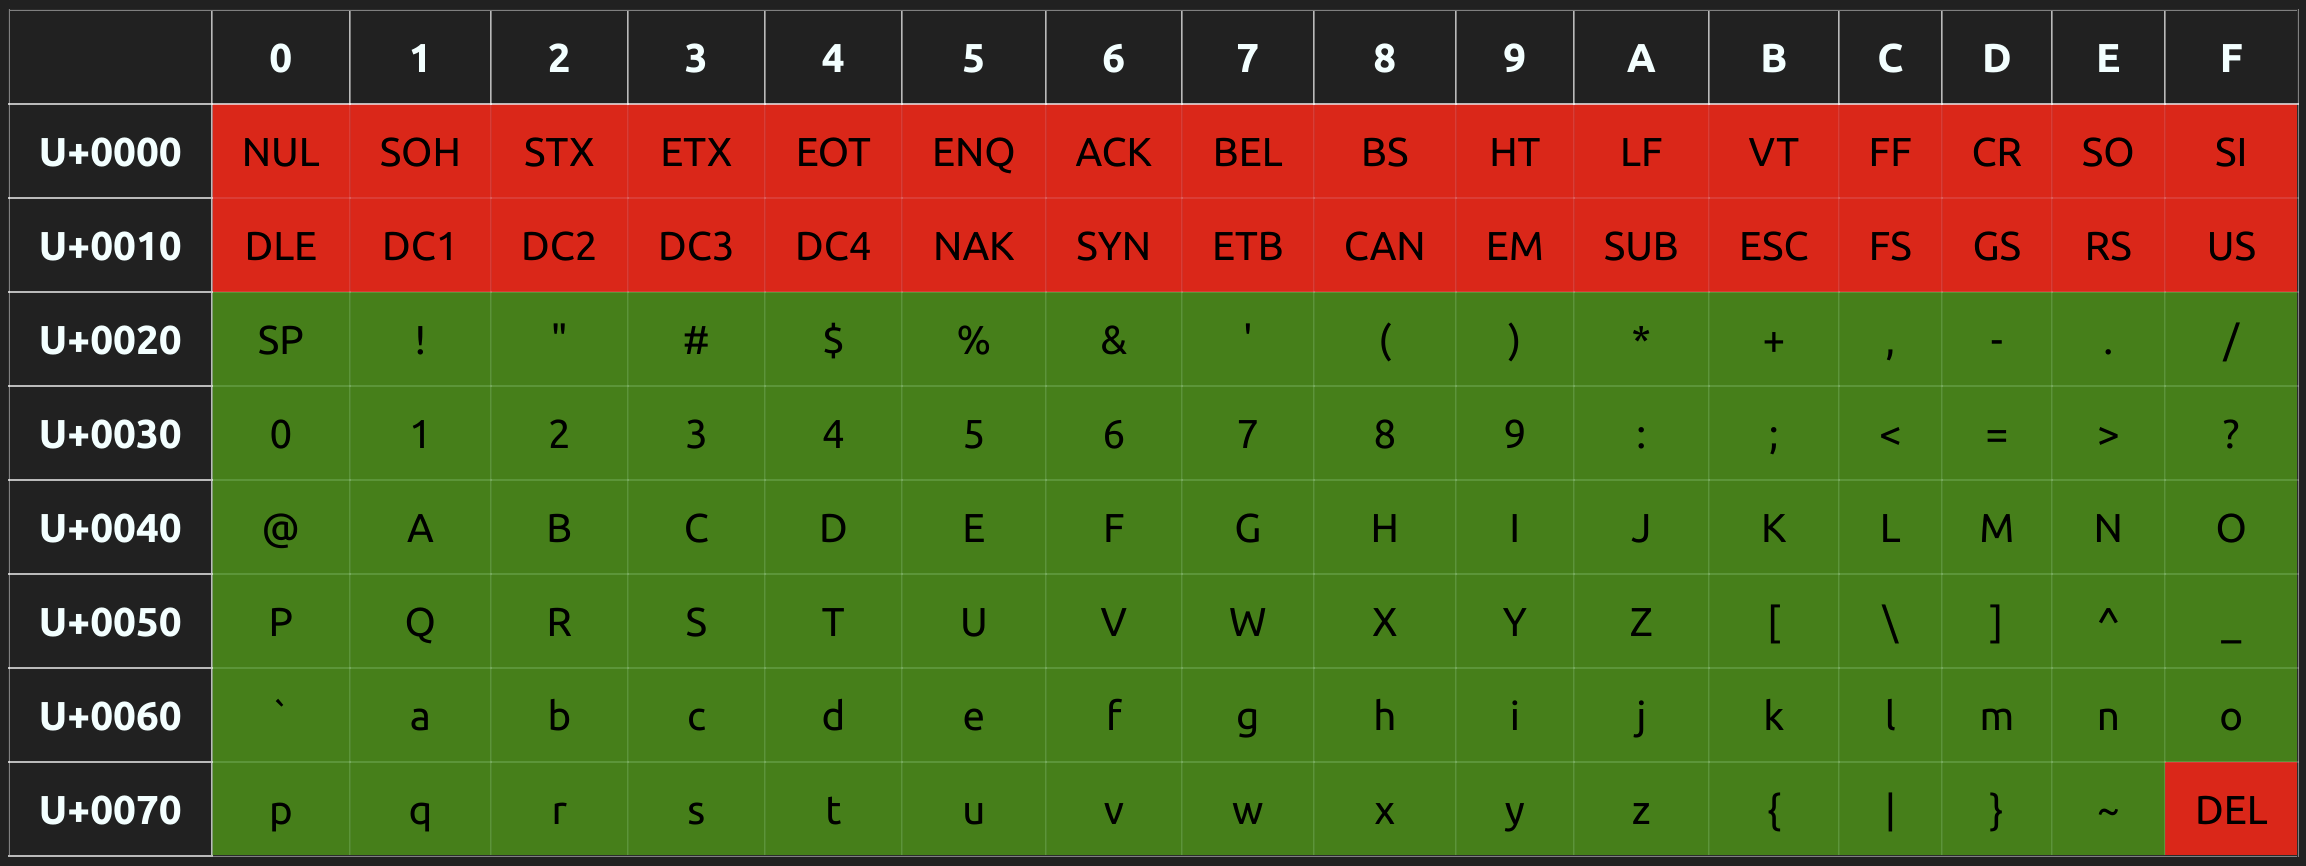 0 1 2 3 4 5 6 7 8 9 A B C D E F
U+0000 NUL SOH STX ETX EOT ENQ ACK BEL BS HT LF VT FF CR SO SI
U+0010 DLE DC1 DC2 DC3 DC4 NAK SYN ETB CAN EM SUB ESC FS GS RS US
U+0020 SP ! " # $ % & ' ( ) * + , - . /
U+0030 0 1 2 3 4 5 6 7 8 9 : ; < = > ?
U+0040 @ A B C D E F G H I J K L M N O
U+0050 P Q R S T U V W X Y Z [ \ ] ^ _
U+0060 ` a b c d e f g h i j k l m n o
U+0070 p q r s t u v w x y z { | } ~ DEL